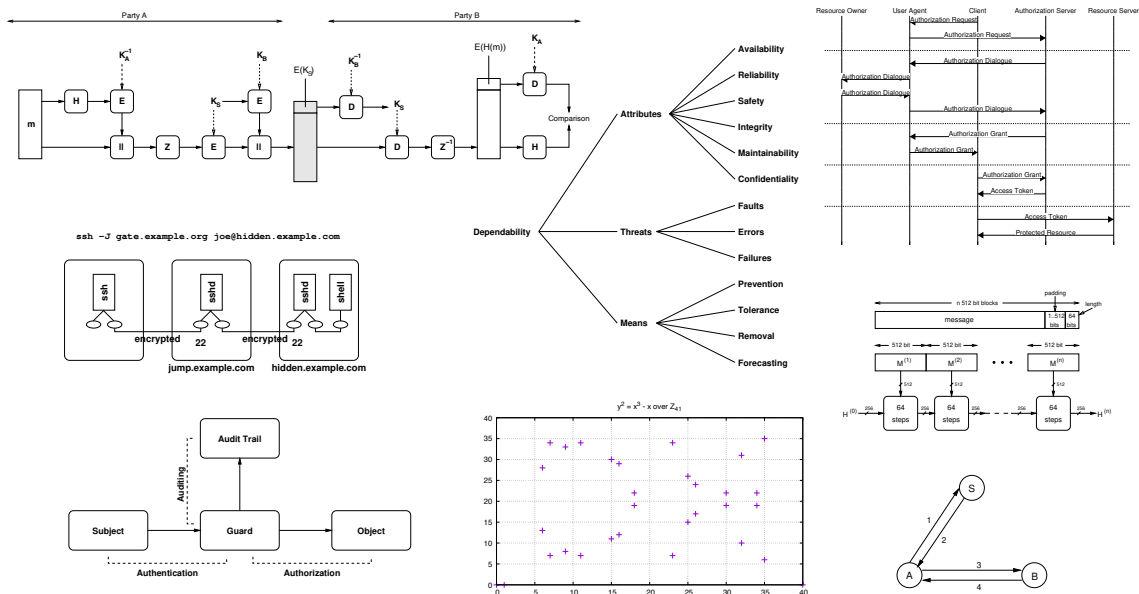 Party A
Party B
K_A^-1
K_B
K_S
m
H
E
E
||
Z
E
||
E(K_S)
K_B^-1
D
K_S
D
Z^-1
E(H(m))
K_A
D
Comparison
H
Dependability
Attributes
Threats
Means
Availability
Reliability
Safety
Integrity
Maintainability
Confidentiality
Faults
Errors
Failures
Prevention
Tolerance
Removal
Forecasting
Resource Owner User Agent Client Authorization Server Resource Server
Authorization Request
Authorization Request
Authorization Dialogue
Authorization Dialogue
Authorization Dialogue
Authorization Dialogue
Authorization Grant
Authorization Grant
Authorization Grant
Access Token
Access Token
Protected Resource
ssh -J gate.example.org joe@hidden.example.com
ssh sshd sshd shell
encrypted 22 encrypted 22
jump.example.com hidden.example.com
n 512 bit blocks
padding
length
message 1..512 bits 64 bits
512 bit 512 bit 512 bit
M^(1) M^(2) • • • M^(n)
512 512 512
H^(0) 256 64 steps 256 64 steps 256 256 64 steps 256 H^(n)
Audit Trail
Auditing
Subject Guard Object
Authentication Authorization
y² = x³ - x over Z₄₁
40
35
30
25
20
15
10
5
0
0 5 10 15 20 25 30 35 40
S
1
2
A
3
4
B